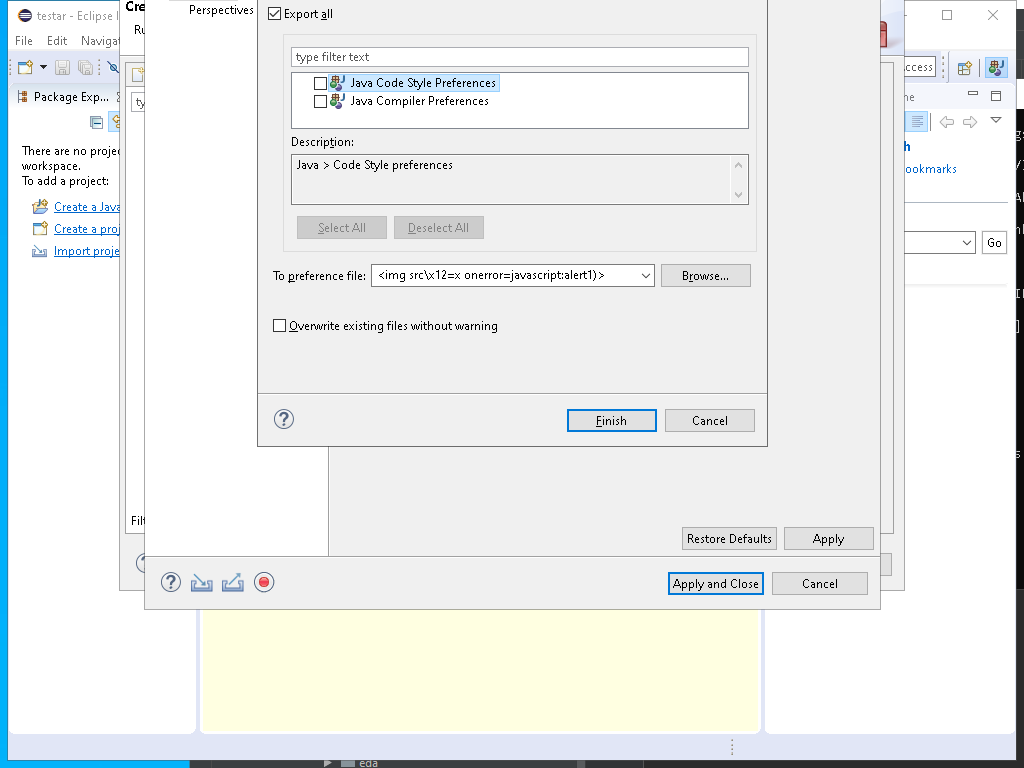 testar - Eclipse I
File Edit Navigat
Package Exp...
There are no proje
workspace.
To add a project:
Create a Java
Create a proj
Import proje
Cre
Ru
ty
Filt
Perspectives
Export all
type filter text
Java Code Style Preferences
Java Compiler Preferences
Description:
Java > Code Style preferences
Select All Deselect All
To preference file: <img src\x12=x onerror=javascript:alert1)> Browse...
Overwrite existing files without warning
Finish Cancel
Restore Defaults Apply
Apply and Close Cancel
ccess
ne
h
ookmarks
Go
eda